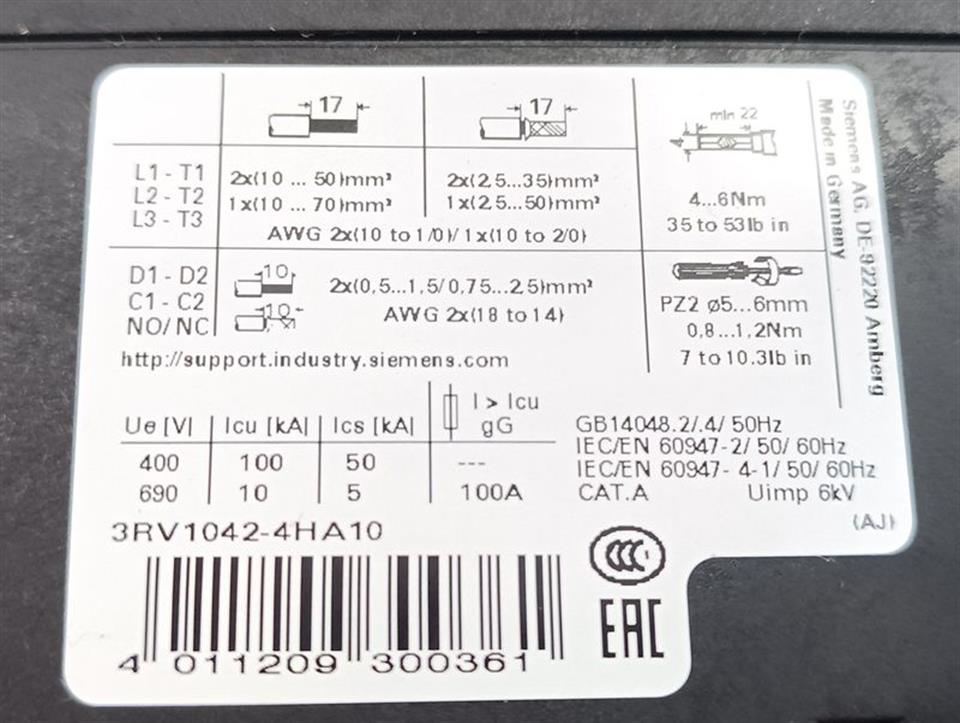 17
17
min 22
4
L1 - T1
L2 - T2
L3 - T3
2x(10 ... 50)mm²
1x(10 ... 70)mm²
2x(2,5...35)mm²
1x(2,5...50)mm²
AWG 2x(10 to 1/0)/1x(10 to 2/0)
4...6Nm
35 to 53lb in
D1 - D2
C1 - C2
NO/NC
10
10
2x(0,5...1,5/0,75...2,5)mm²
AWG 2x(18 to 14)
PZ2 ø5...6mm
0,8...1,2Nm
7 to 10.3lb in
http://support.industry.siemens.com
Siemens AG, DE-92220 Amberg
Made in Germany
Ue [V] Icu [kA] Ics [kA] I > Icu
gG
400 100 50 ---
690 10 5 100A
GB14048.2/.4/50Hz
IEC/EN 60947-2/50/60Hz
IEC/EN 60947-4-1/50/60Hz
CAT.A Uimp 6kV
(AJ)
3RV1042-4HA10
CCC
EAC
4 011209 300361